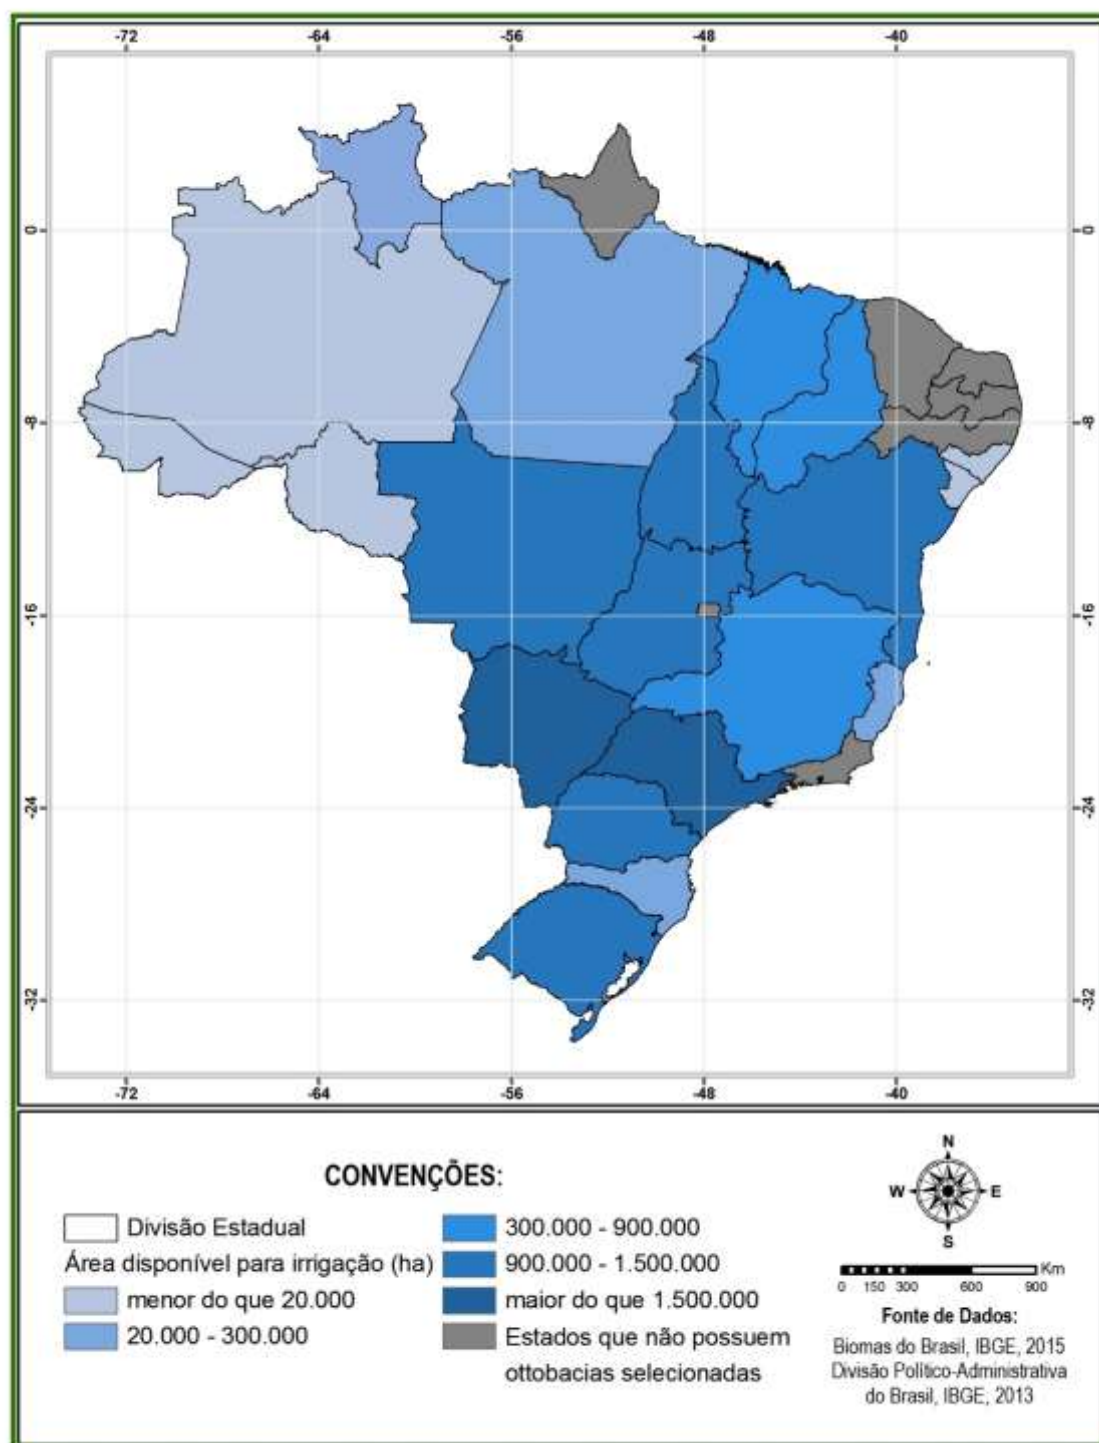 -72 -64 -56 -48 -40
0 0
-8 -8
-16 -16
-24 -24
-32 -32
-72 -64 -56 -48 -40
CONVENÇÕES:
Divisão Estadual
Área disponível para irrigação (ha)
menor do que 20.000
20.000 - 300.000
300.000 - 900.000
900.000 - 1.500.000
maior do que 1.500.000
Estados que não possuem
ottobacias selecionadas
N
W E
S
Km
0 150 300 600 900
Fonte de Dados:
Biomas do Brasil, IBGE, 2015
Divisão Político-Administrativa
do Brasil, IBGE, 2013